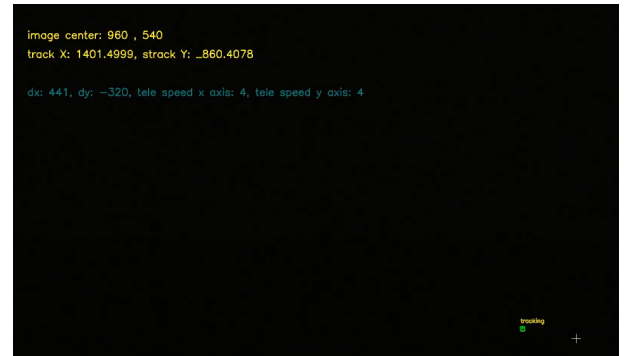 image center: 960 , 540
track X: 1401.4999, strack Y: _860.4078
dx: 441, dy: −320, tele speed x axis: 4, tele speed y axis: 4
tracking